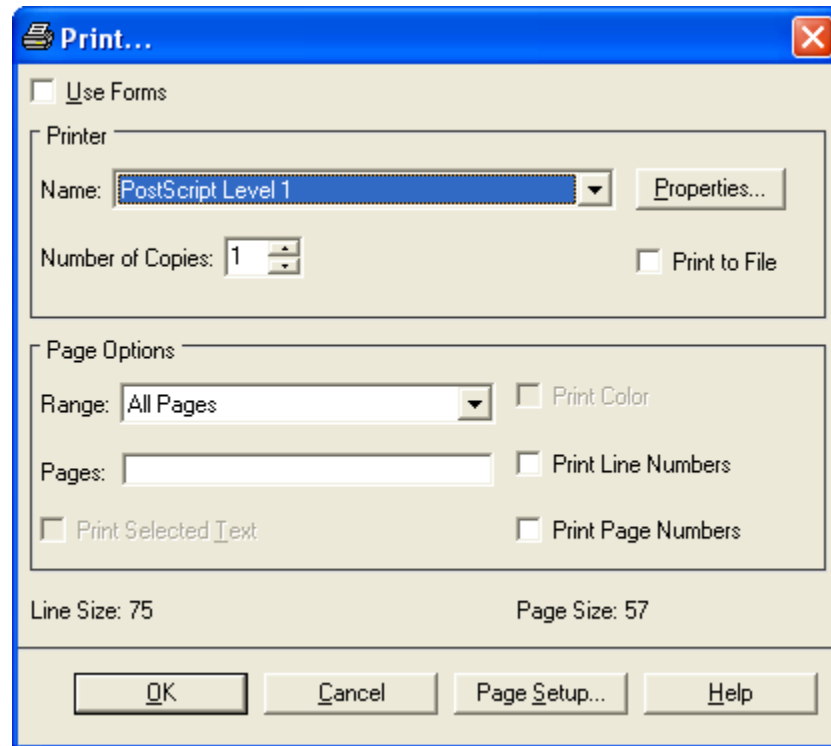 Print...
Use Forms
Printer
Name: PostScript Level 1 Properties...
Number of Copies: 1 Print to File
Page Options
Range: All Pages Print Color
Pages: Print Line Numbers
Print Selected Text Print Page Numbers
Line Size: 75 Page Size: 57
OK Cancel Page Setup... Help